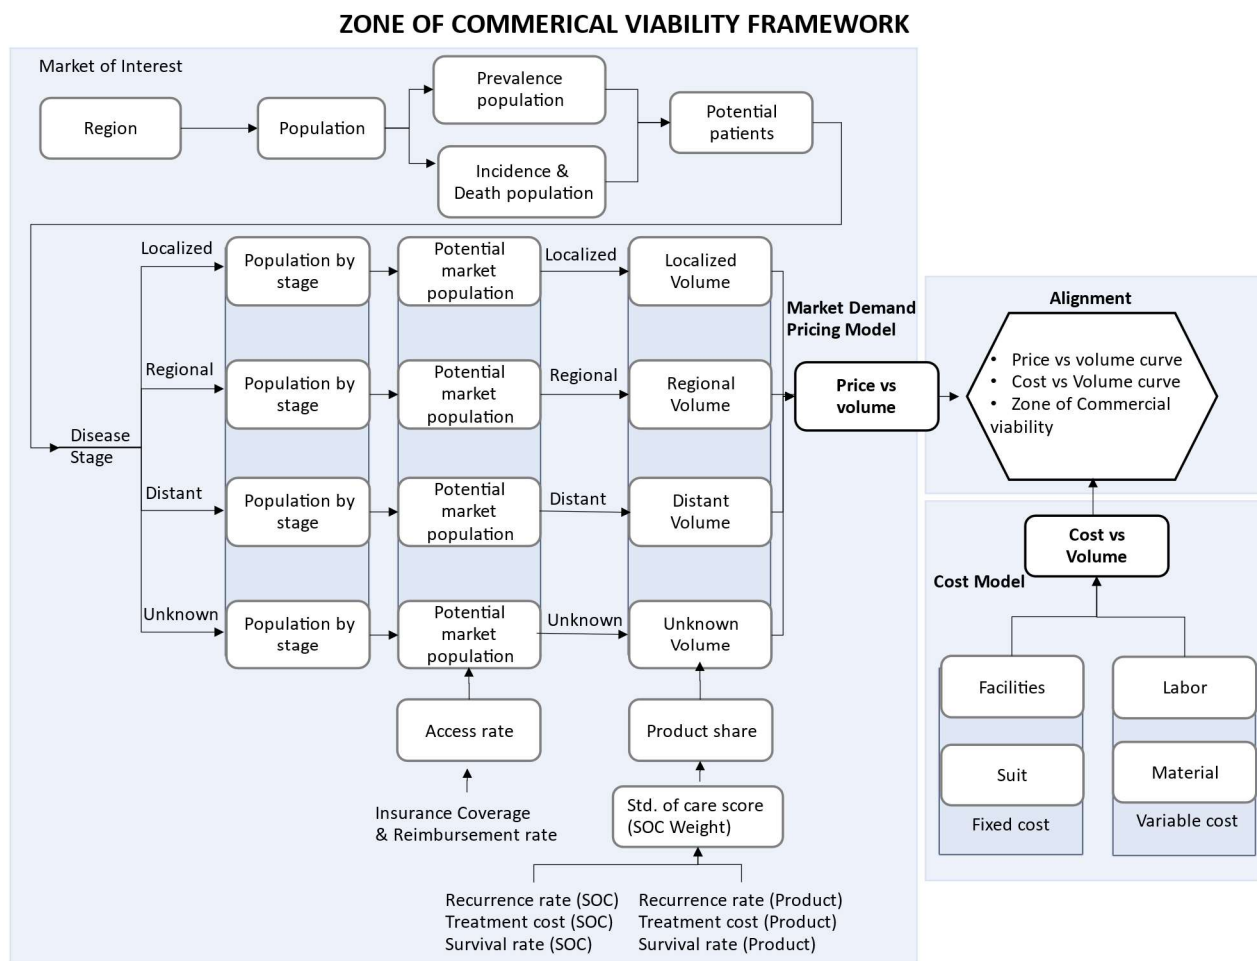 ZONE OF COMMERICAL VIABILITY FRAMEWORK
Market of Interest
Region
Population
Prevalence
population
Incidence &
Death population
Potential
patients
Disease
Stage
Localized
Population by
stage
Potential
market
population
Localized
Localized
Volume
Regional
Population by
stage
Potential
market
population
Regional
Regional
Volume
Distant
Population by
stage
Potential
market
population
Distant
Distant
Volume
Unknown
Population by
stage
Potential
market
population
Unknown
Unknown
Volume
Access rate
Insurance Coverage
& Reimbursement rate
Product share
Std. of care score
(SOC Weight)
Recurrence rate (SOC)
Treatment cost (SOC)
Survival rate (SOC)
Recurrence rate (Product)
Treatment cost (Product)
Survival rate (Product)
Market Demand
Pricing Model
Price vs
volume
Alignment
• Price vs volume curve
• Cost vs Volume curve
• Zone of Commercial
viability
Cost vs
Volume
Cost Model
Facilities
Suit
Fixed cost
Labor
Material
Variable cost